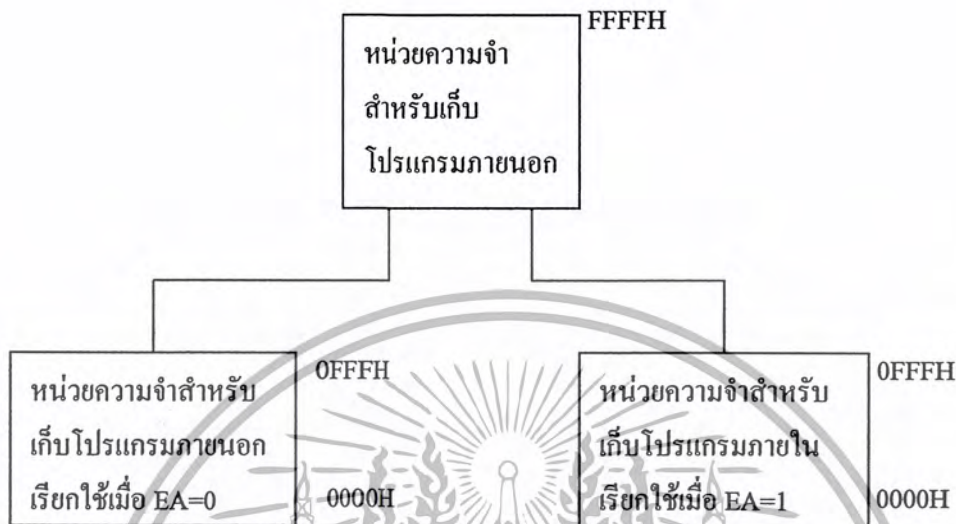 FFFFH
หน่วยความจำ
สำหรับเก็บ
โปรแกรมภายนอก
หน่วยความจำสำหรับ
เก็บโปรแกรมภายนอก
เรียกใช้เมื่อ EA=0
0FFFH
0000H
หน่วยความจำสำหรับ
เก็บโปรแกรมภายใน
เรียกใช้เมื่อ EA=1
0FFFH
0000H